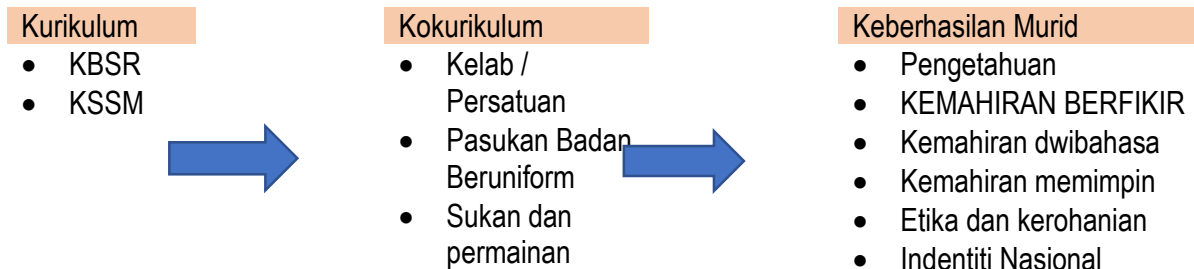 Kurikulum
• KBSR
• KSSM
Kokurikulum
• Kelab /
Persatuan
• Pasukan Badan
Beruniform
• Sukan dan
permainan
Keberhasilan Murid
• Pengetahuan
• KEMAHIRAN BERFIKIR
• Kemahiran dwibahasa
• Kemahiran memimpin
• Etika dan kerohanian
• Indentiti Nasional